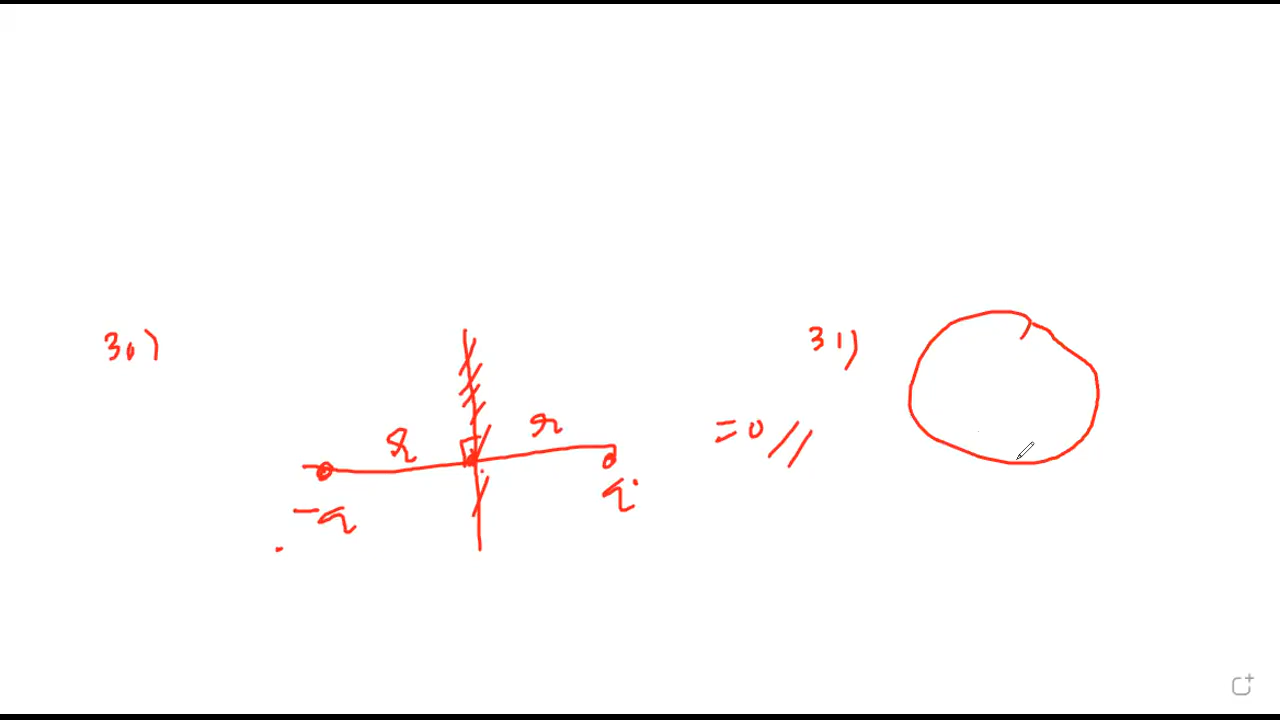 30)
31)
r
r
= 0 //
-q
q